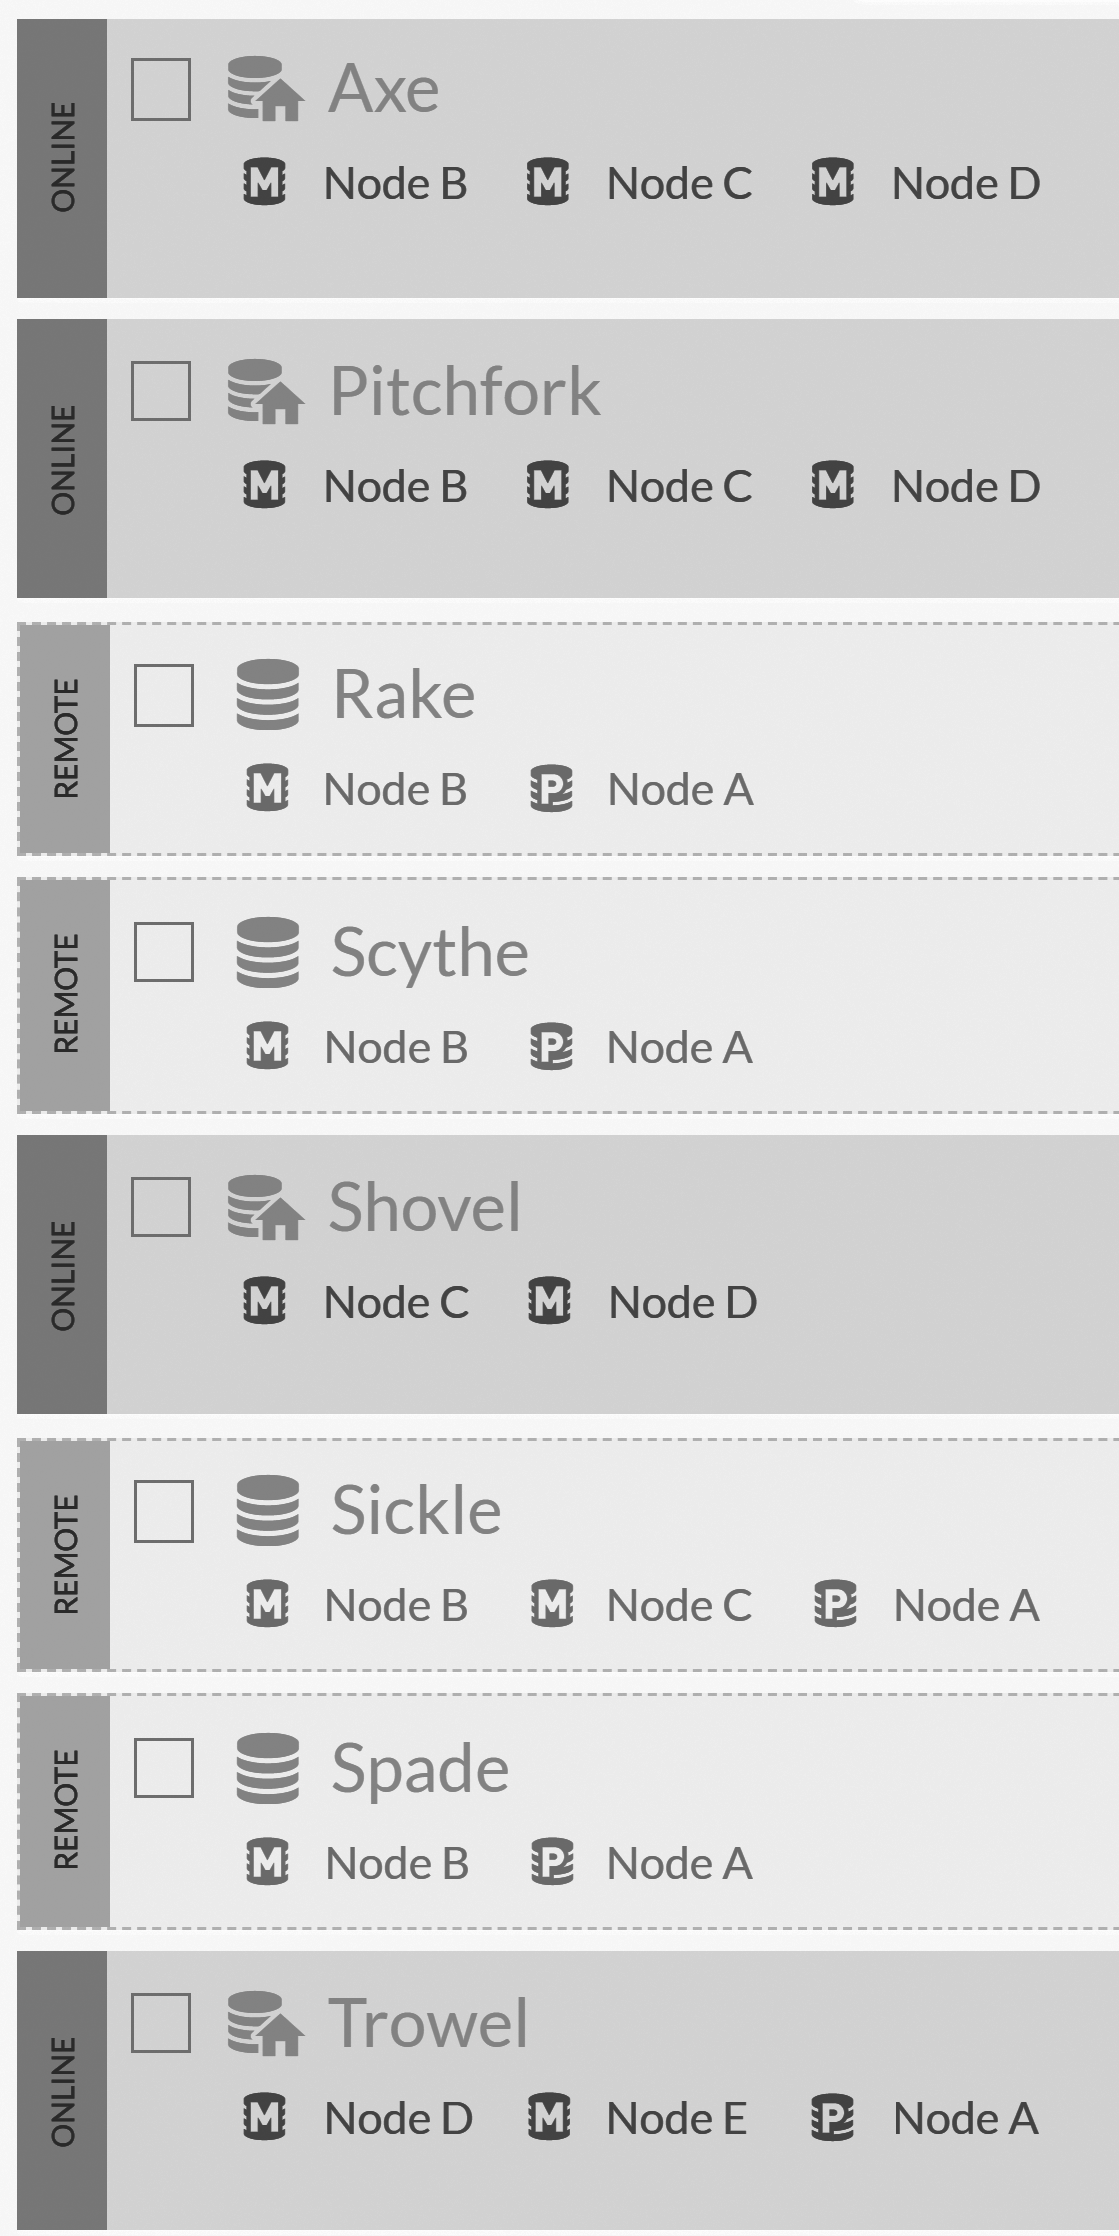 ONLINE
Axe
M Node B M Node C M Node D
ONLINE
Pitchfork
M Node B M Node C M Node D
REMOTE
Rake
M Node B P Node A
REMOTE
Scythe
M Node B P Node A
ONLINE
Shovel
M Node C M Node D
REMOTE
Sickle
M Node B M Node C P Node A
REMOTE
Spade
M Node B P Node A
ONLINE
Trowel
M Node D M Node E P Node A